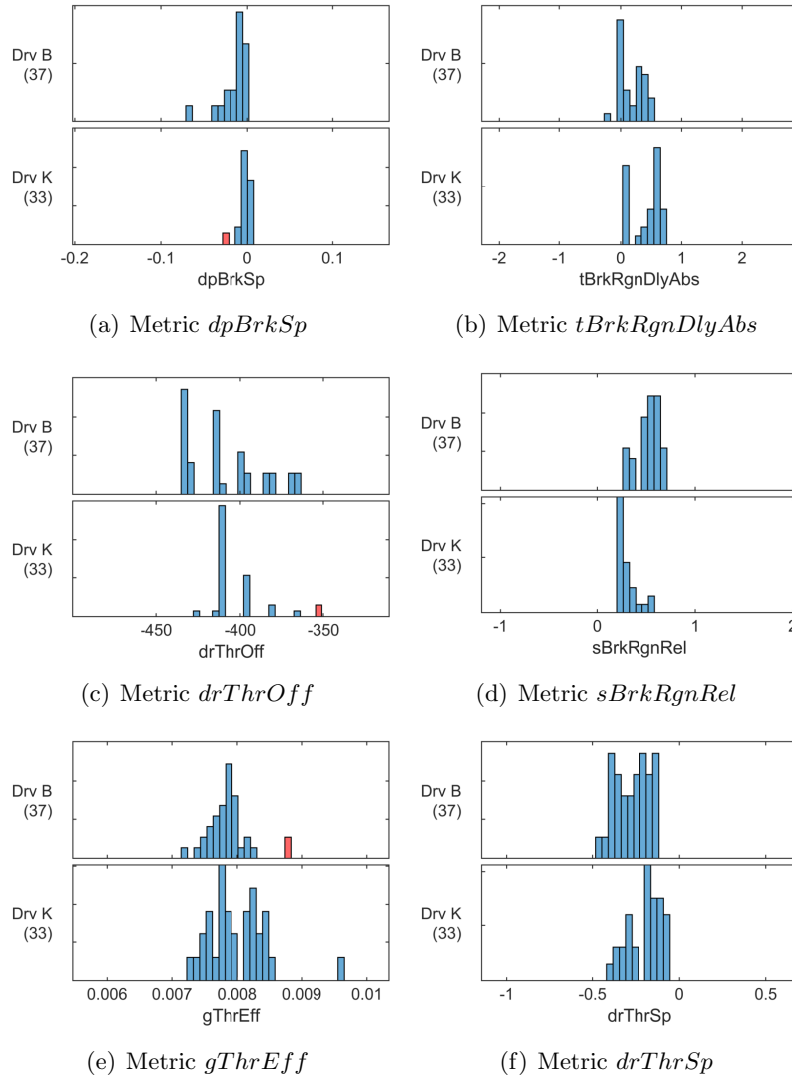 Drv B
(37)
Drv K
(33)
-0.2 -0.1 0 0.1
dpBrkSp
(a) Metric dpBrkSp
Drv B
(37)
Drv K
(33)
-2 -1 0 1 2
tBrkRgnDlyAbs
(b) Metric tBrkRgnDlyAbs
Drv B
(37)
Drv K
(33)
-450 -400 -350
drThrOff
(c) Metric drThrOff
Drv B
(37)
Drv K
(33)
-1 0 1 2
sBrkRgnRel
(d) Metric sBrkRgnRel
Drv B
(37)
Drv K
(33)
0.006 0.007 0.008 0.009 0.01
gThrEff
(e) Metric gThrEff
Drv B
(37)
Drv K
(33)
-1 -0.5 0 0.5
drThrSp
(f) Metric drThrSp